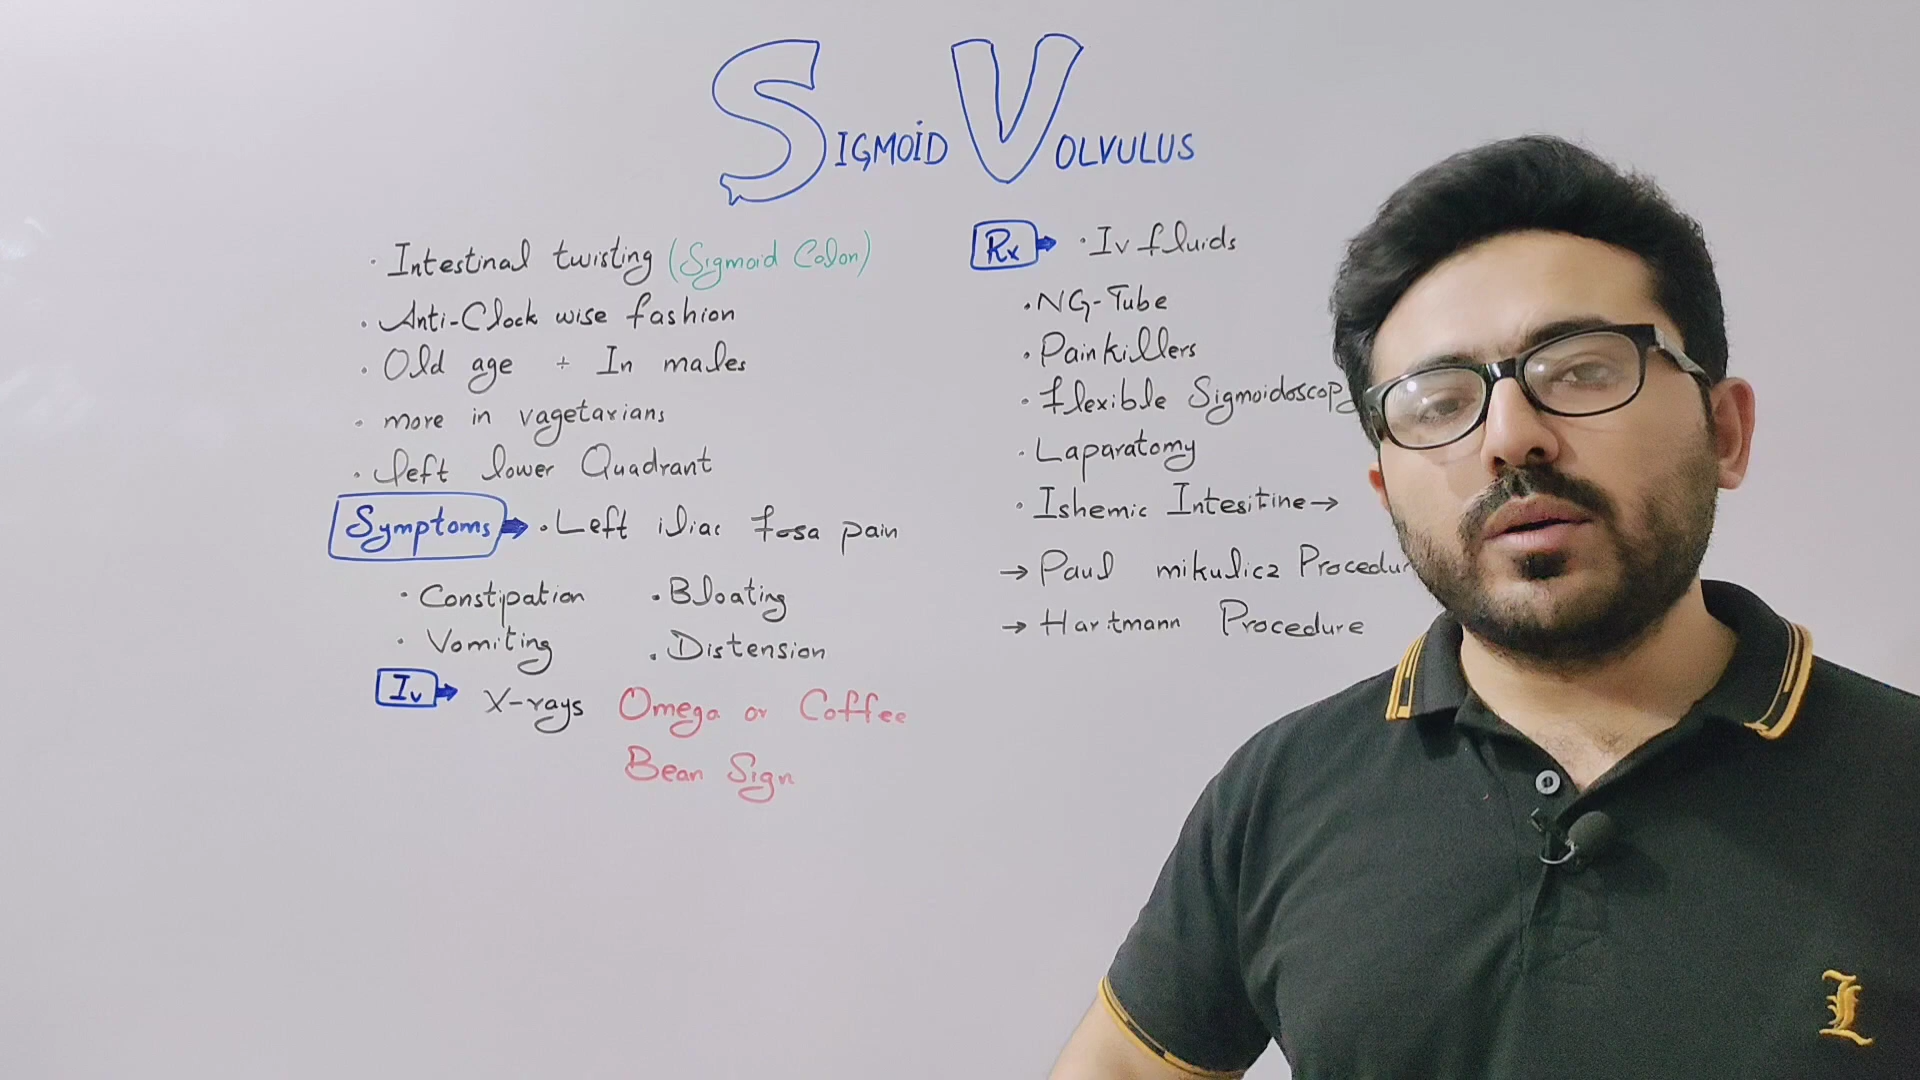 SIGMOID VOLVULUS
· Intestinal twisting (Sigmoid Colon)
· Anti-Clock wise fashion
· Old age + In males
· more in vagetarians
· left lower Quadrant
Symptoms → · Left iliac fosa pain
· Constipation · Bloating
· Vomiting · Distension
Iv → X-rays Omega or Coffee
Bean Sign
Rx → · Iv fluids
· NG-Tube
· Painkillers
· flexible Sigmoidoscopy
· Laparatomy
· Ishemic Intesitine →
→ Paul mikulicz Procedur
→ Hartmann Procedure
L